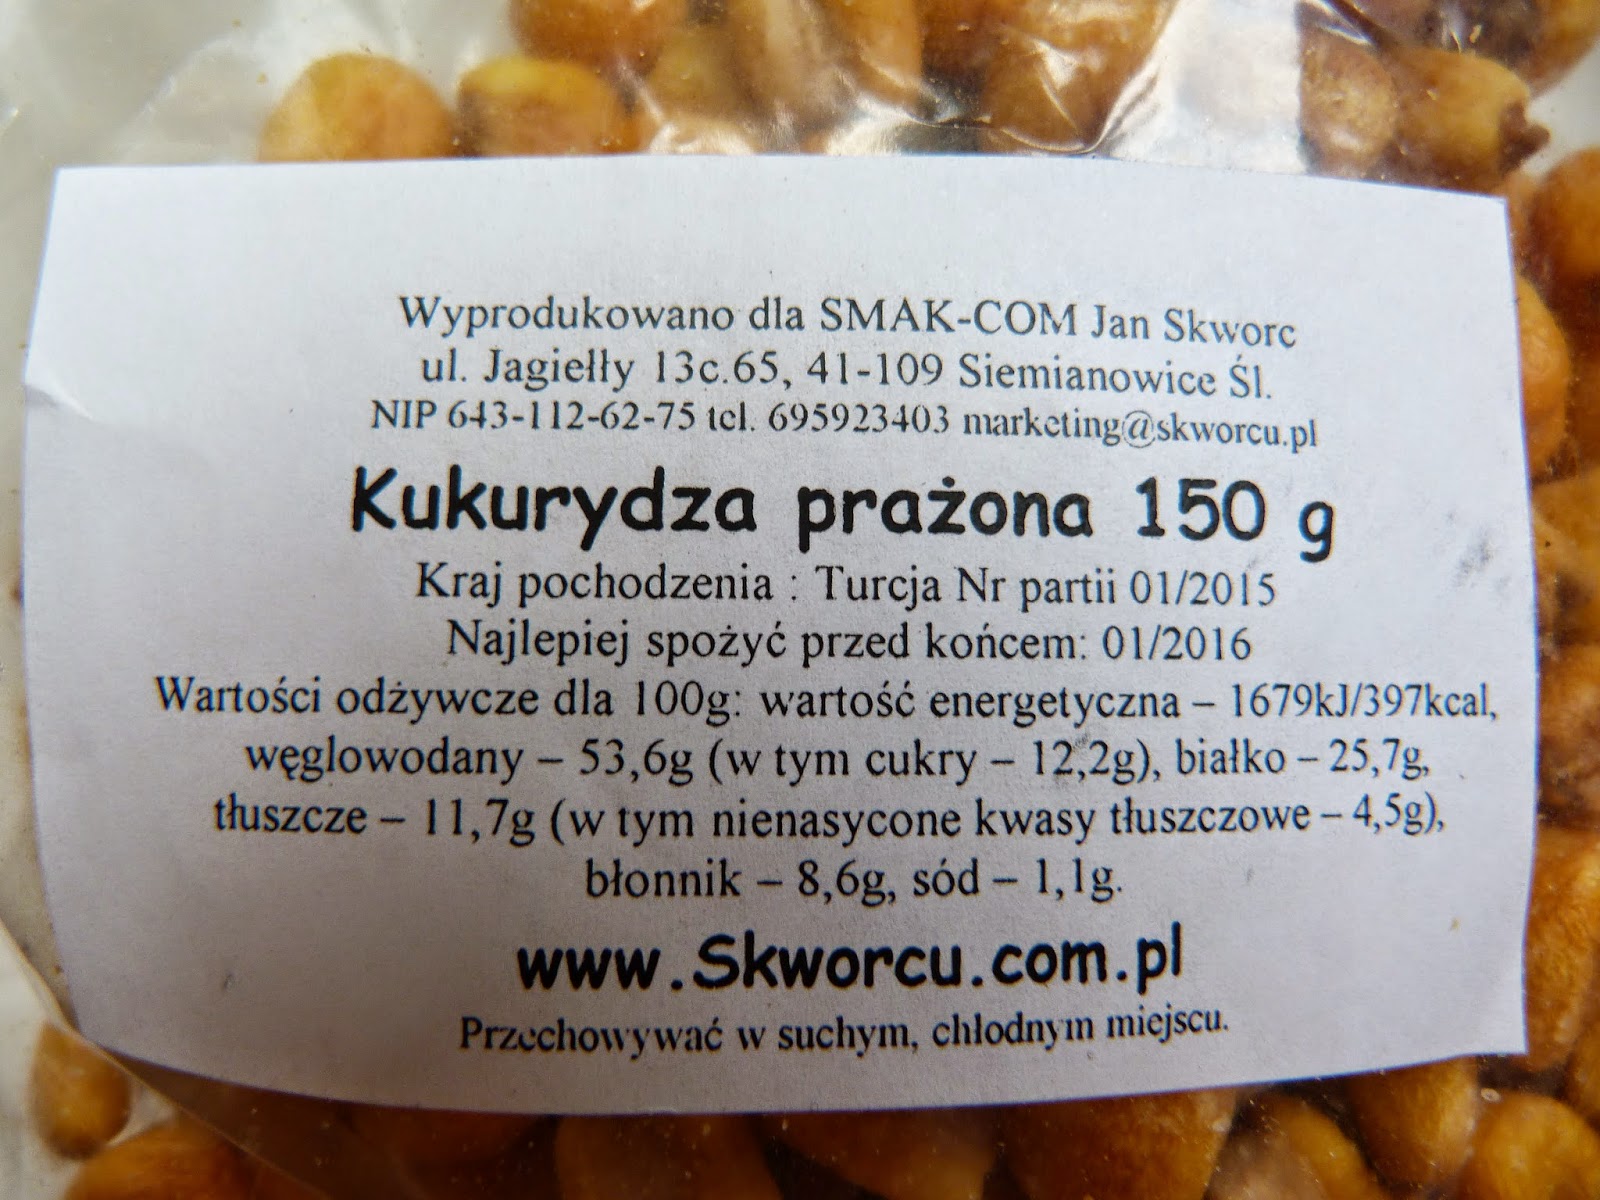 Wyprodukowano dla SMAK-COM Jan Skworc
ul. Jagiełły 13c.65, 41-109 Siemianowice Śl.
NIP 643-112-62-75 tel. 695923403 marketing@skworcu.pl
Kukurydza prażona 150 g
Kraj pochodzenia : Turcja Nr partii 01/2015
Najlepiej spożyć przed końcem: 01/2016
Wartości odżywcze dla 100g: wartość energetyczna – 1679kJ/397kcal,
węglowodany – 53,6g (w tym cukry – 12,2g), białko – 25,7g,
tłuszcze – 11,7g (w tym nienasycone kwasy tłuszczowe – 4,5g),
błonnik – 8,6g, sód – 1,1g.
www.Skworcu.com.pl
Przechowywać w suchym, chłodnym miejscu.